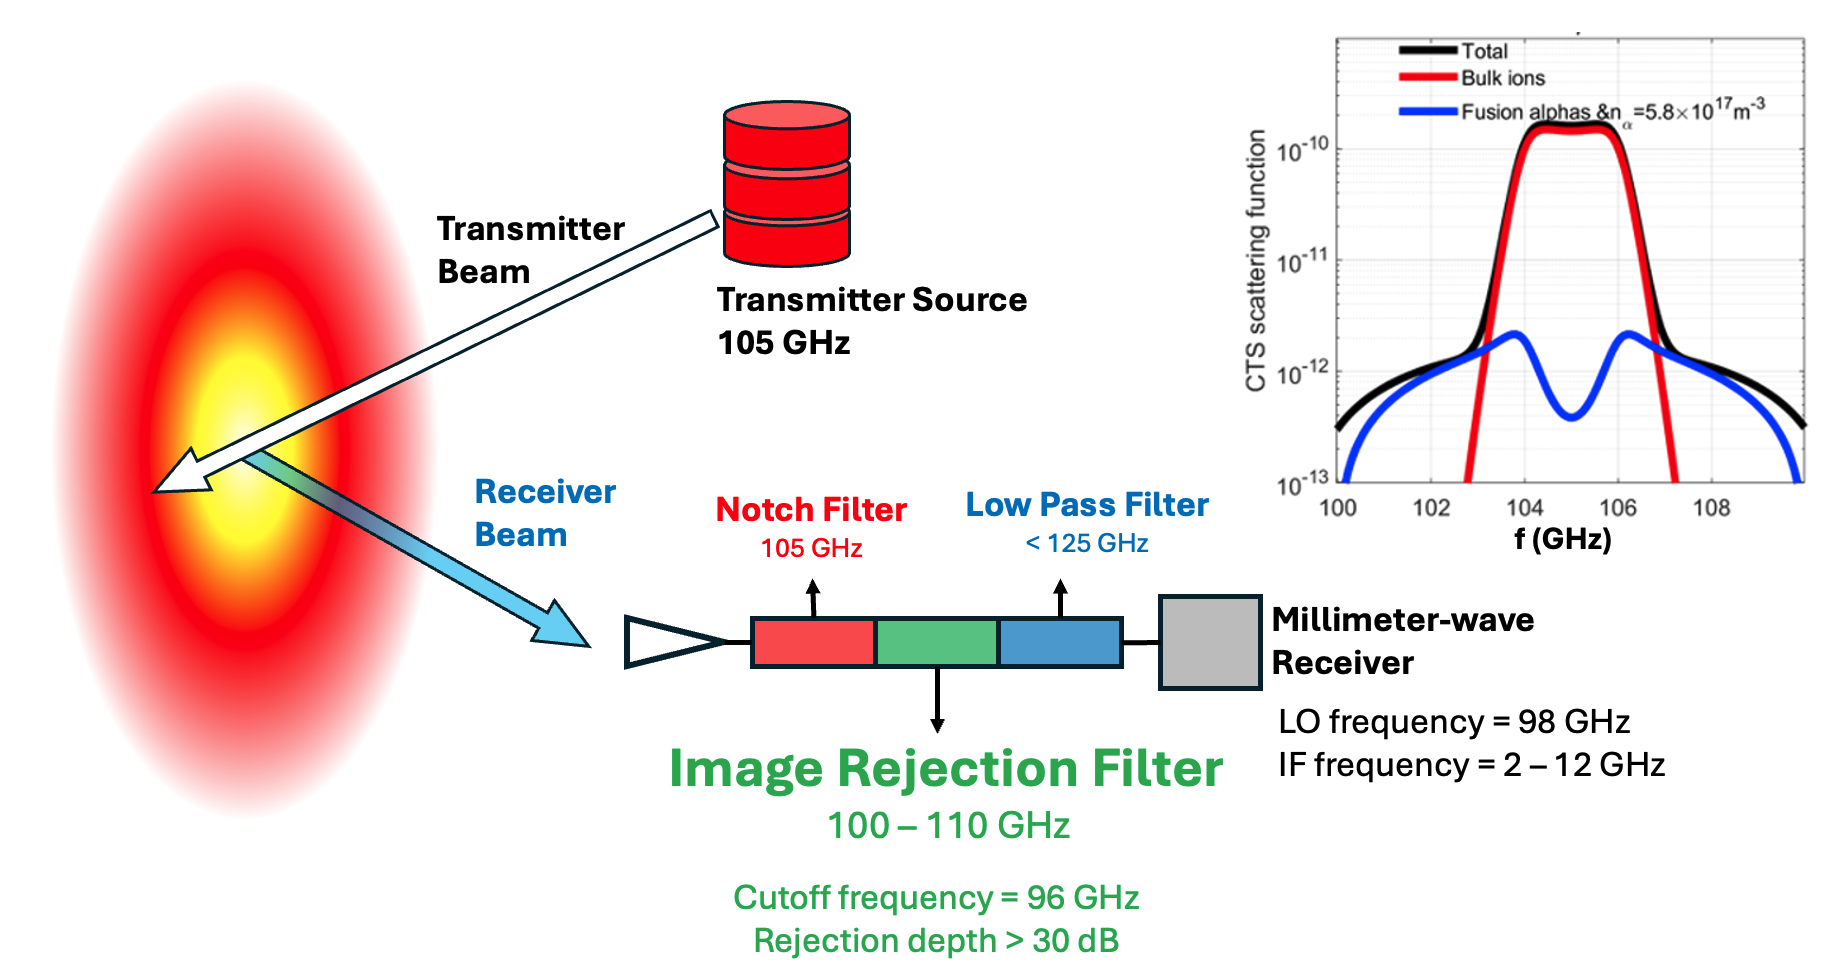 Transmitter
Beam
Transmitter Source
105 GHz
Receiver
Beam
Notch Filter
105 GHz
Low Pass Filter
< 125 GHz
Image Rejection Filter
100 – 110 GHz
Cutoff frequency = 96 GHz
Rejection depth > 30 dB
Millimeter-wave
Receiver
LO frequency = 98 GHz
IF frequency = 2 – 12 GHz
Total
Bulk ions
Fusion alphas &n_α=5.8×10^17m^-3
CTS scattering function
10^-10
10^-11
10^-12
10^-13
100 102 104 106 108
f (GHz)